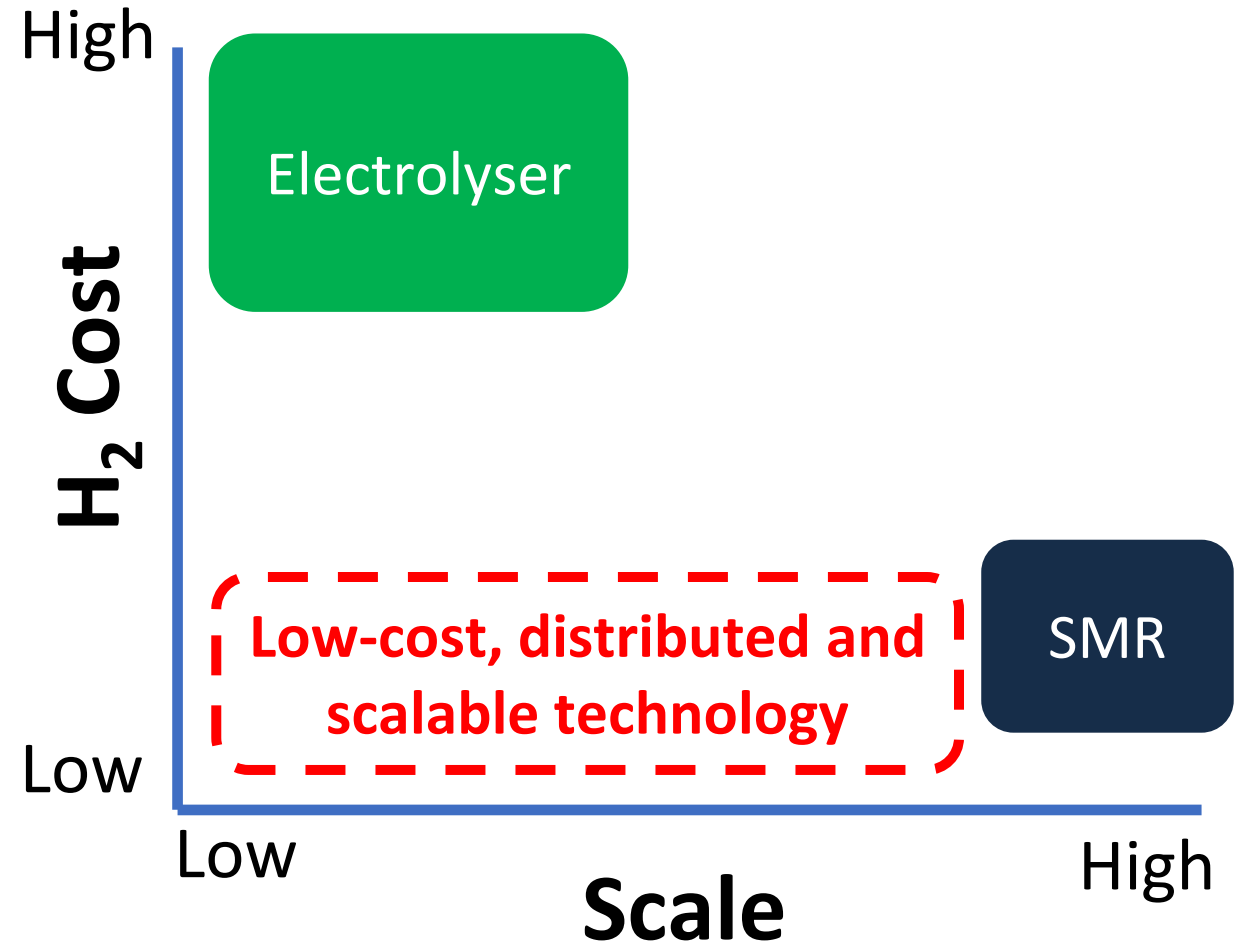 High
Electrolyser
H₂ Cost
Low-cost, distributed and
scalable technology
SMR
Low
Low
High
Scale